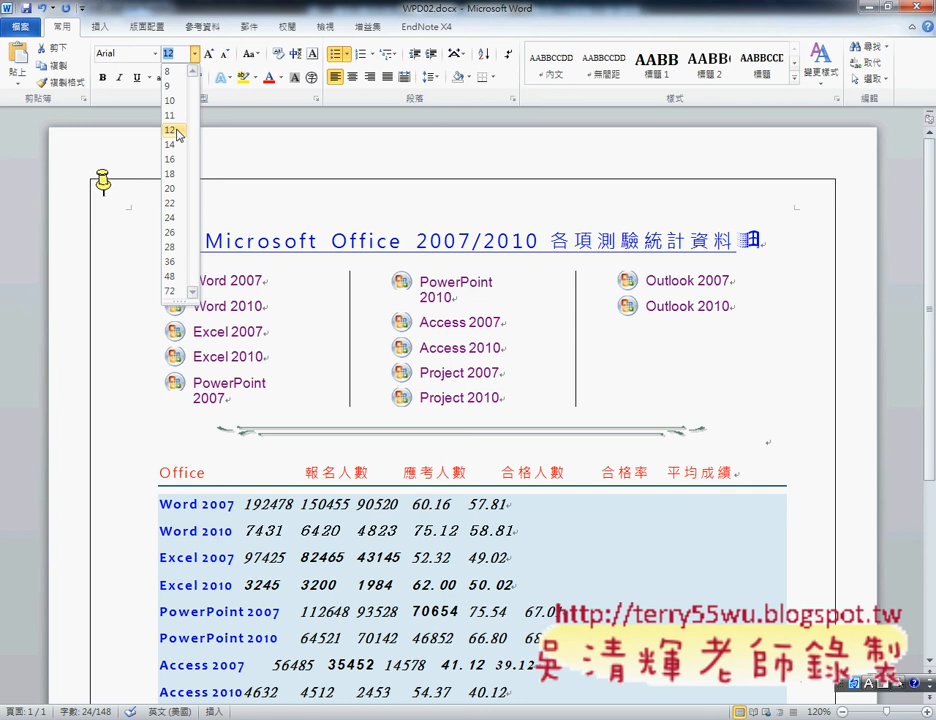 WPD02.docx - Microsoft Word
檔案 常用 插入 版面配置 參考資料 郵件 校閱 檢視 增益集 EndNote X4
貼上 剪下 複製 複製格式 剪貼簿
Arial 12
B I U
段落
AABBCCDD 內文
AABBCCDD 無間距
AABB 標題 1
AABB 標題 2
AABBCC 標題
變更樣式 樣式
尋找 取代 選取 編輯
8
9
10
11
12
14
16
18
20
22
24
26
28
36
48
72
Microsoft Office 2007/2010 各項測驗統計資料
Word 2007
Word 2010
Excel 2007
Excel 2010
PowerPoint 2007
PowerPoint 2010
Access 2007
Access 2010
Project 2007
Project 2010
Outlook 2007
Outlook 2010
Office 報名人數 應考人數 合格人數 合格率 平均成績
Word 2007 192478 150455 90520 60.16 57.81
Word 2010 7431 6420 4823 75.12 58.81
Excel 2007 97425 82465 43145 52.32 49.02
Excel 2010 3245 3200 1984 62.00 50.02
PowerPoint 2007 112648 93528 70654 75.54 67.0
PowerPoint 2010 64521 70142 46852 66.80 68
Access 2007 56485 35452 14578 41.12 39.12
Access 2010 4632 4512 2453 54.37 40.12
http://terry55wu.blogspot.tw
吳清輝老師錄製
頁面: 1/1 字數: 24/148 英文 (美國) 插入 120%